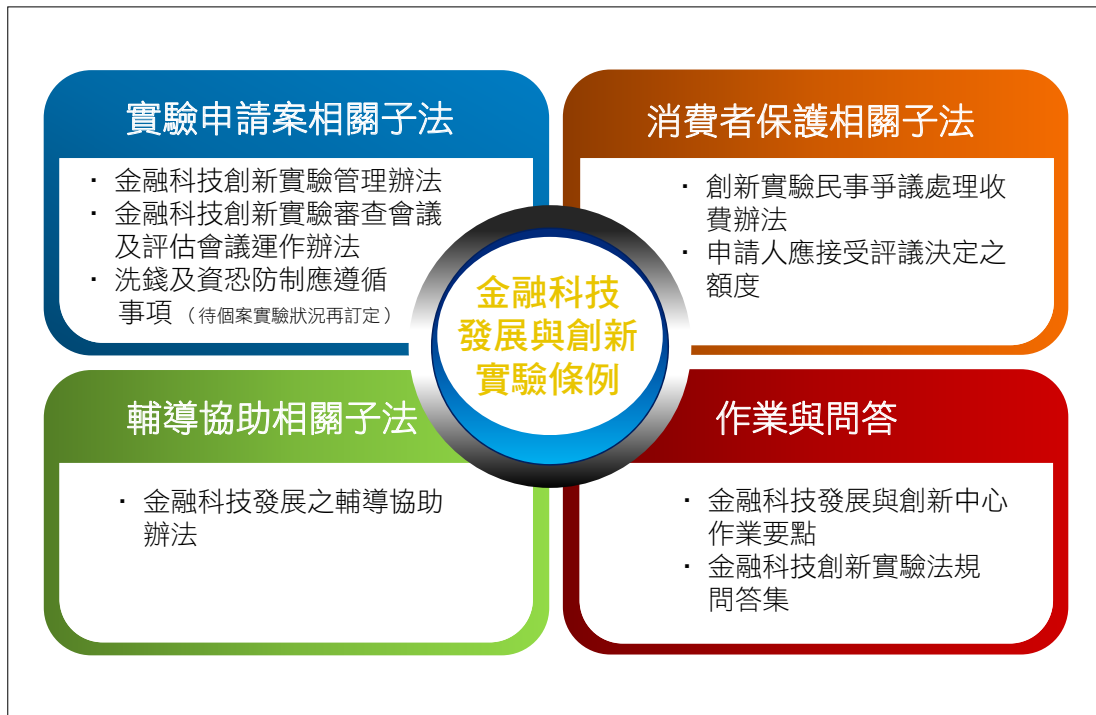 實驗申請案相關子法
▪ 金融科技創新實驗管理辦法
▪ 金融科技創新實驗審查會議
及評估會議運作辦法
▪ 洗錢及資恐防制應遵循
事項（待個案實驗狀況再訂定）
消費者保護相關子法
▪ 創新實驗民事爭議處理收
費辦法
▪ 申請人應接受評議決定之
額度
金融科技
發展與創新
實驗條例
輔導協助相關子法
▪ 金融科技發展之輔導協助
辦法
作業與問答
▪ 金融科技發展與創新中心
作業要點
▪ 金融科技創新實驗法規
問答集